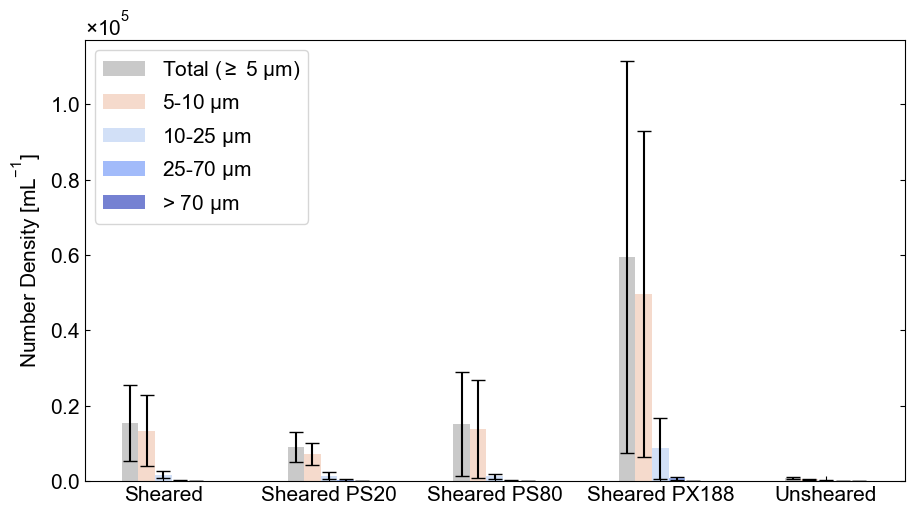 ×10⁵
1.0
0.8
0.6
0.4
0.2
0.0
Number Density [mL⁻¹]
Total (≥ 5 µm)
5-10 µm
10-25 µm
25-70 µm
> 70 µm
Sheared
Sheared PS20
Sheared PS80
Sheared PX188
Unsheared